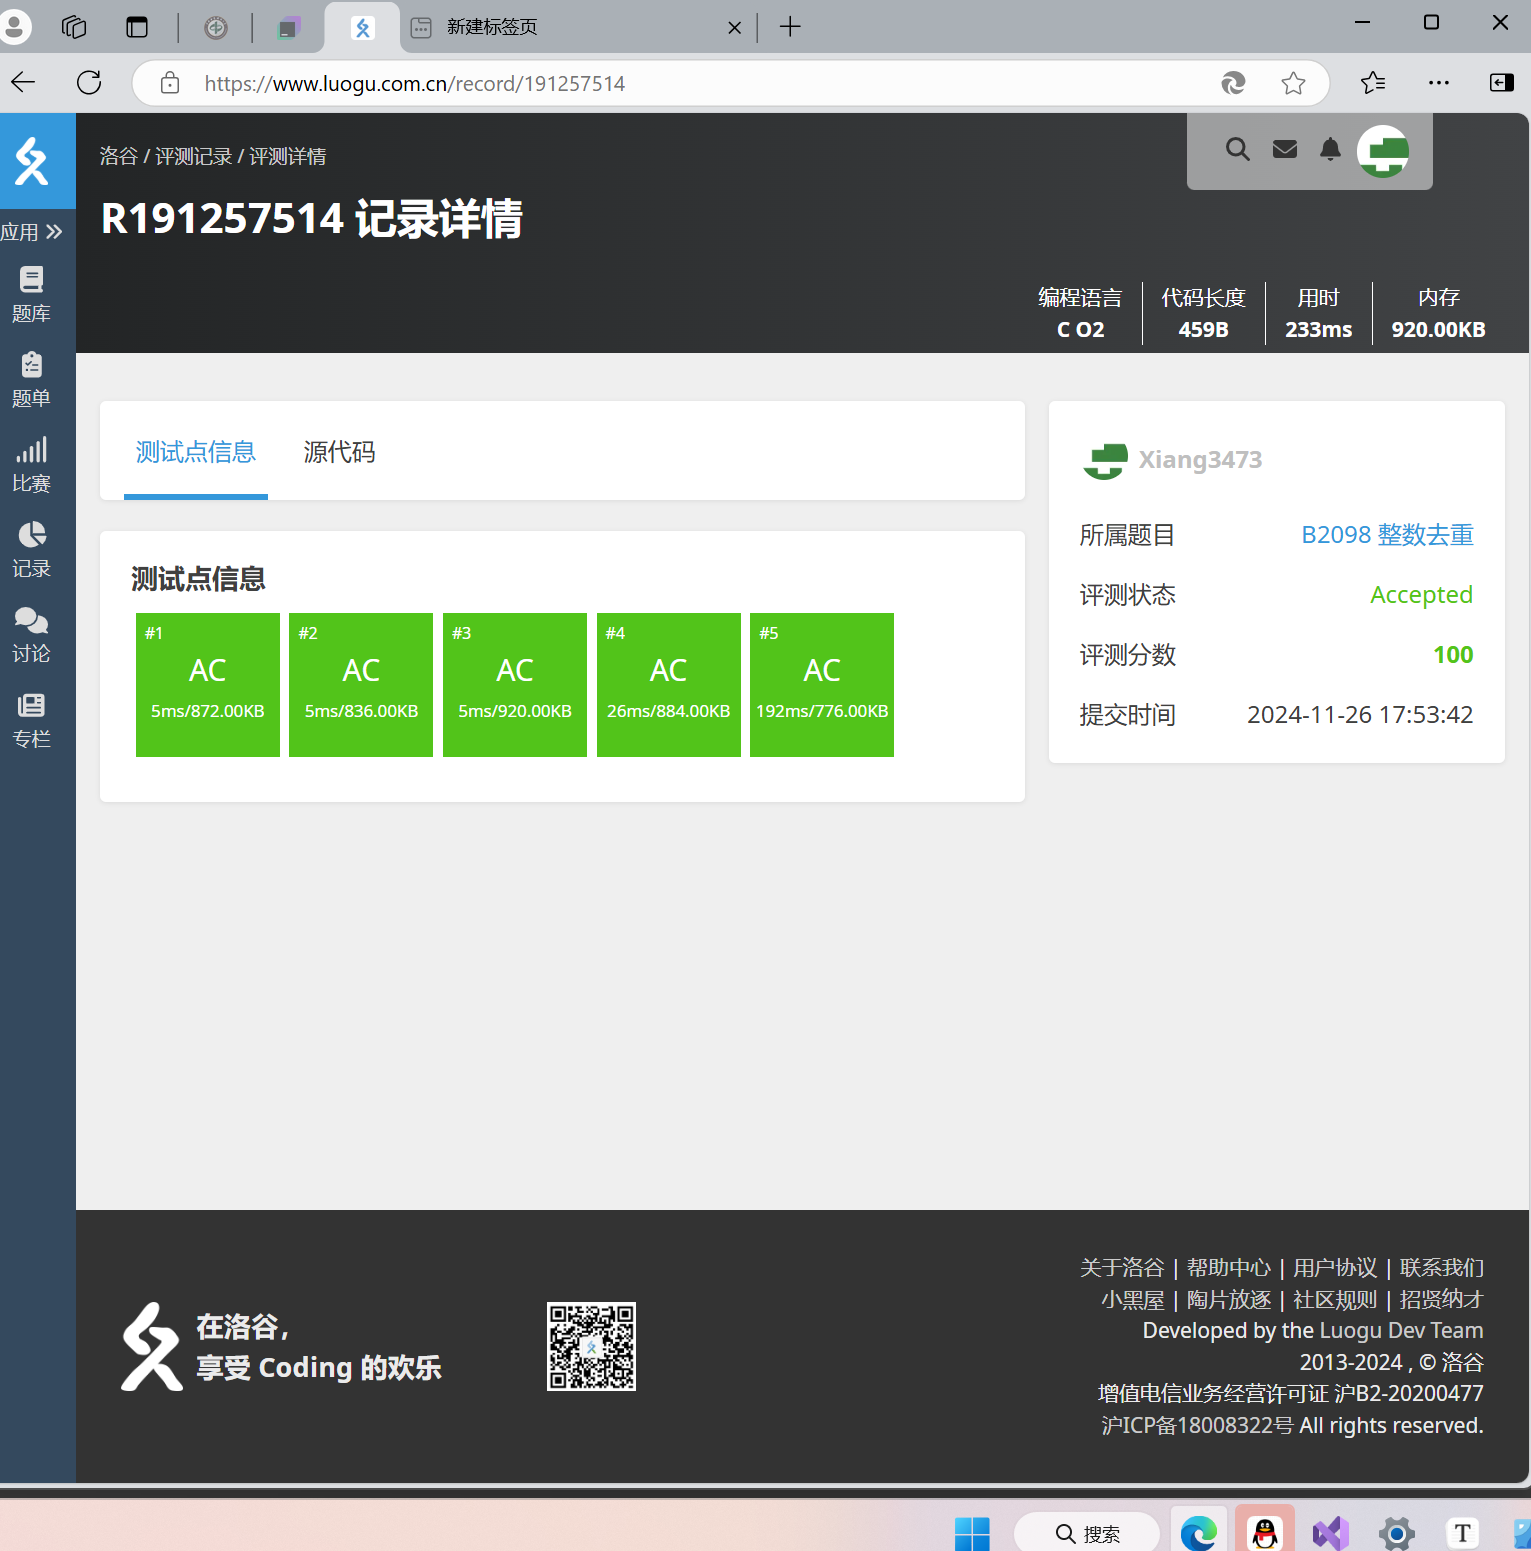 新建标签页
https://www.luogu.com.cn/record/191257514
洛谷 / 评测记录 / 评测详情
R191257514 记录详情
编程语言 代码长度 用时 内存
C O2 459B 233ms 920.00KB
应用
题库
题单
比赛
记录
讨论
专栏
测试点信息 源代码
测试点信息
#1 #2 #3 #4 #5
AC AC AC AC AC
5ms/872.00KB 5ms/836.00KB 5ms/920.00KB 26ms/884.00KB 192ms/776.00KB
Xiang3473
所属题目 B2098 整数去重
评测状态 Accepted
评测分数 100
提交时间 2024-11-26 17:53:42
在洛谷,
享受 Coding 的欢乐
关于洛谷 | 帮助中心 | 用户协议 | 联系我们
小黑屋 | 陶片放逐 | 社区规则 | 招贤纳才
Developed by the Luogu Dev Team
2013-2024 , © 洛谷
增值电信业务经营许可证 沪B2-20200477
沪ICP备18008322号 All rights reserved.
搜索
T